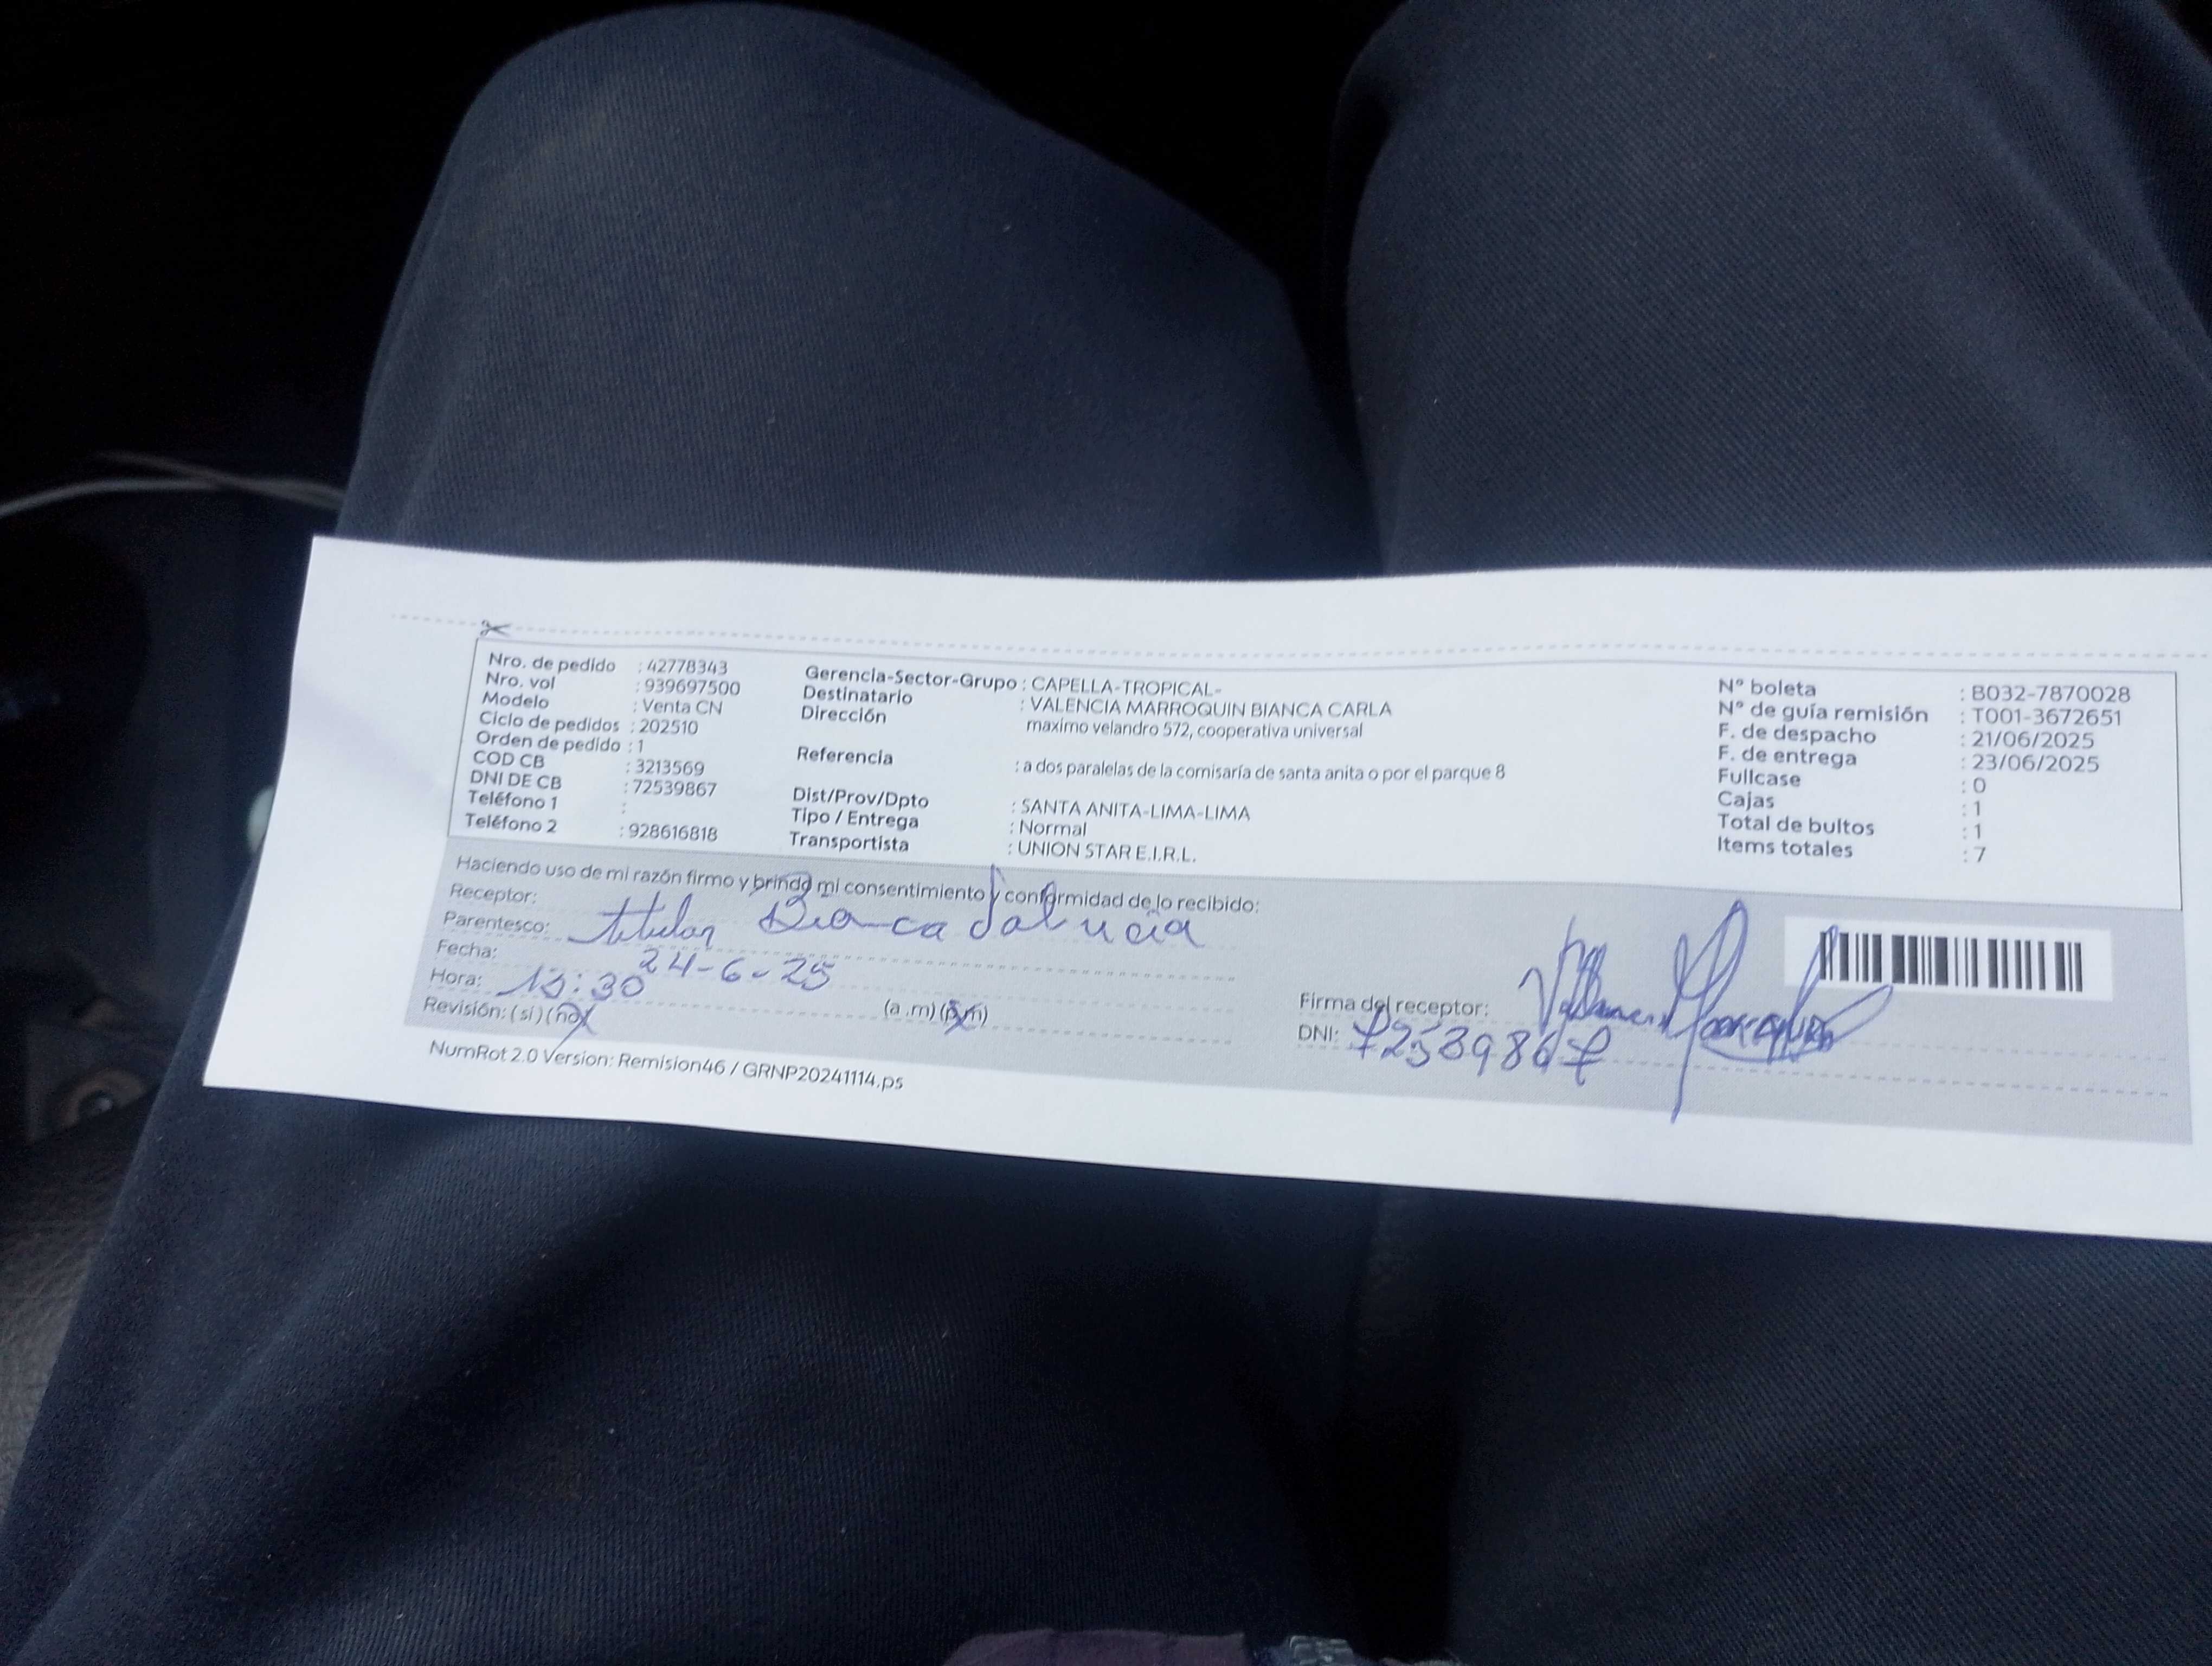 Nro. de pedido : 42778343
Nro. vol : 939697500
Modelo : Venta CN
Ciclo de pedidos : 202510
Orden de pedido : 1
COD CB : 3213569
DNI DE CB : 72539867
Teléfono 1 :
Teléfono 2 : 928616818
Gerencia-Sector-Grupo : CAPELLA-TROPICAL-
Destinatario : VALENCIA MARROQUIN BIANCA CARLA
Dirección maximo velandro 572, cooperativa universal
Referencia : a dos paralelas de la comisaría de santa anita o por el parque 8
Dist/Prov/Dpto : SANTA ANITA-LIMA-LIMA
Tipo / Entrega : Normal
Transportista : UNION STAR E.I.R.L.
N° boleta : B032-7870028
N° de guía remisión : T001-3672651
F. de despacho : 21/06/2025
F. de entrega : 23/06/2025
Fullcase : 0
Cajas : 1
Total de bultos : 1
Items totales : 7
Haciendo uso de mi razón firmo y brindo mi consentimiento y conformidad de lo recibido:
Receptor:
Parentesco: titular Bianca
Fecha: 24-6-25
Hora: :30 (a .m) (p.m)
Revisión: ( si ) ( no )
Firma del receptor:
DNI: 72539867
NumRot 2.0 Version: Remision46 / GRNP20241114.ps